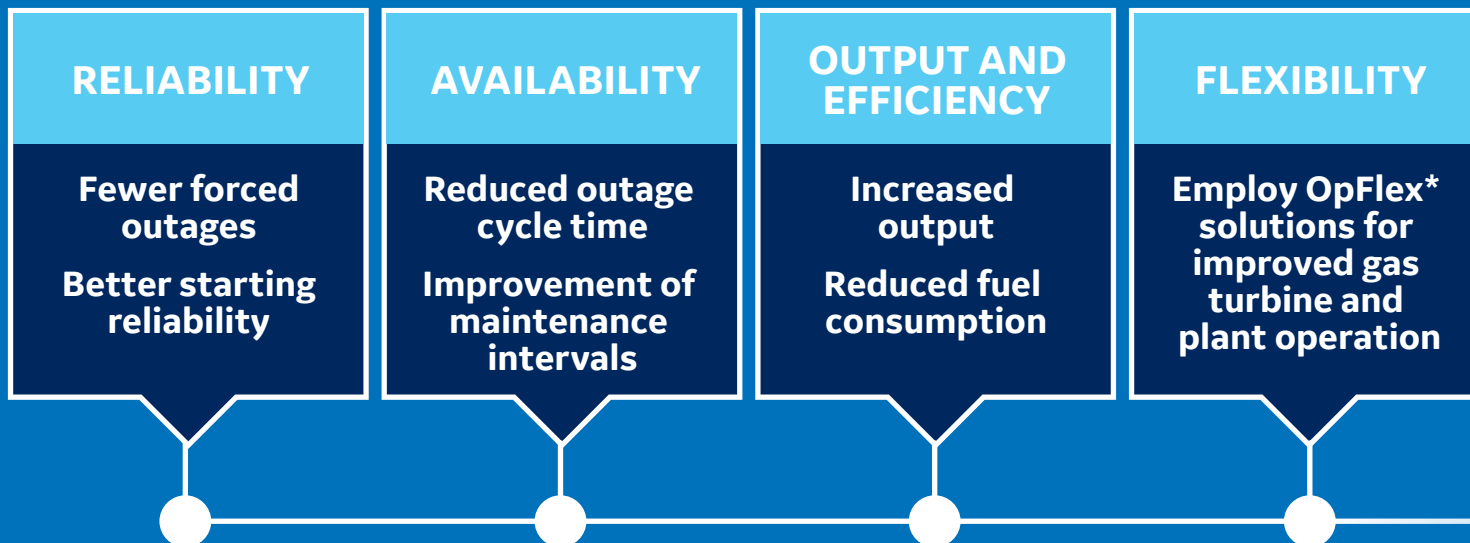 RELIABILITY
Fewer forced
outages
Better starting
reliability
AVAILABILITY
Reduced outage
cycle time
Improvement of
maintenance
intervals
OUTPUT AND
EFFICIENCY
Increased
output
Reduced fuel
consumption
FLEXIBILITY
Employ OpFlex*
solutions for
improved gas
turbine and
plant operation